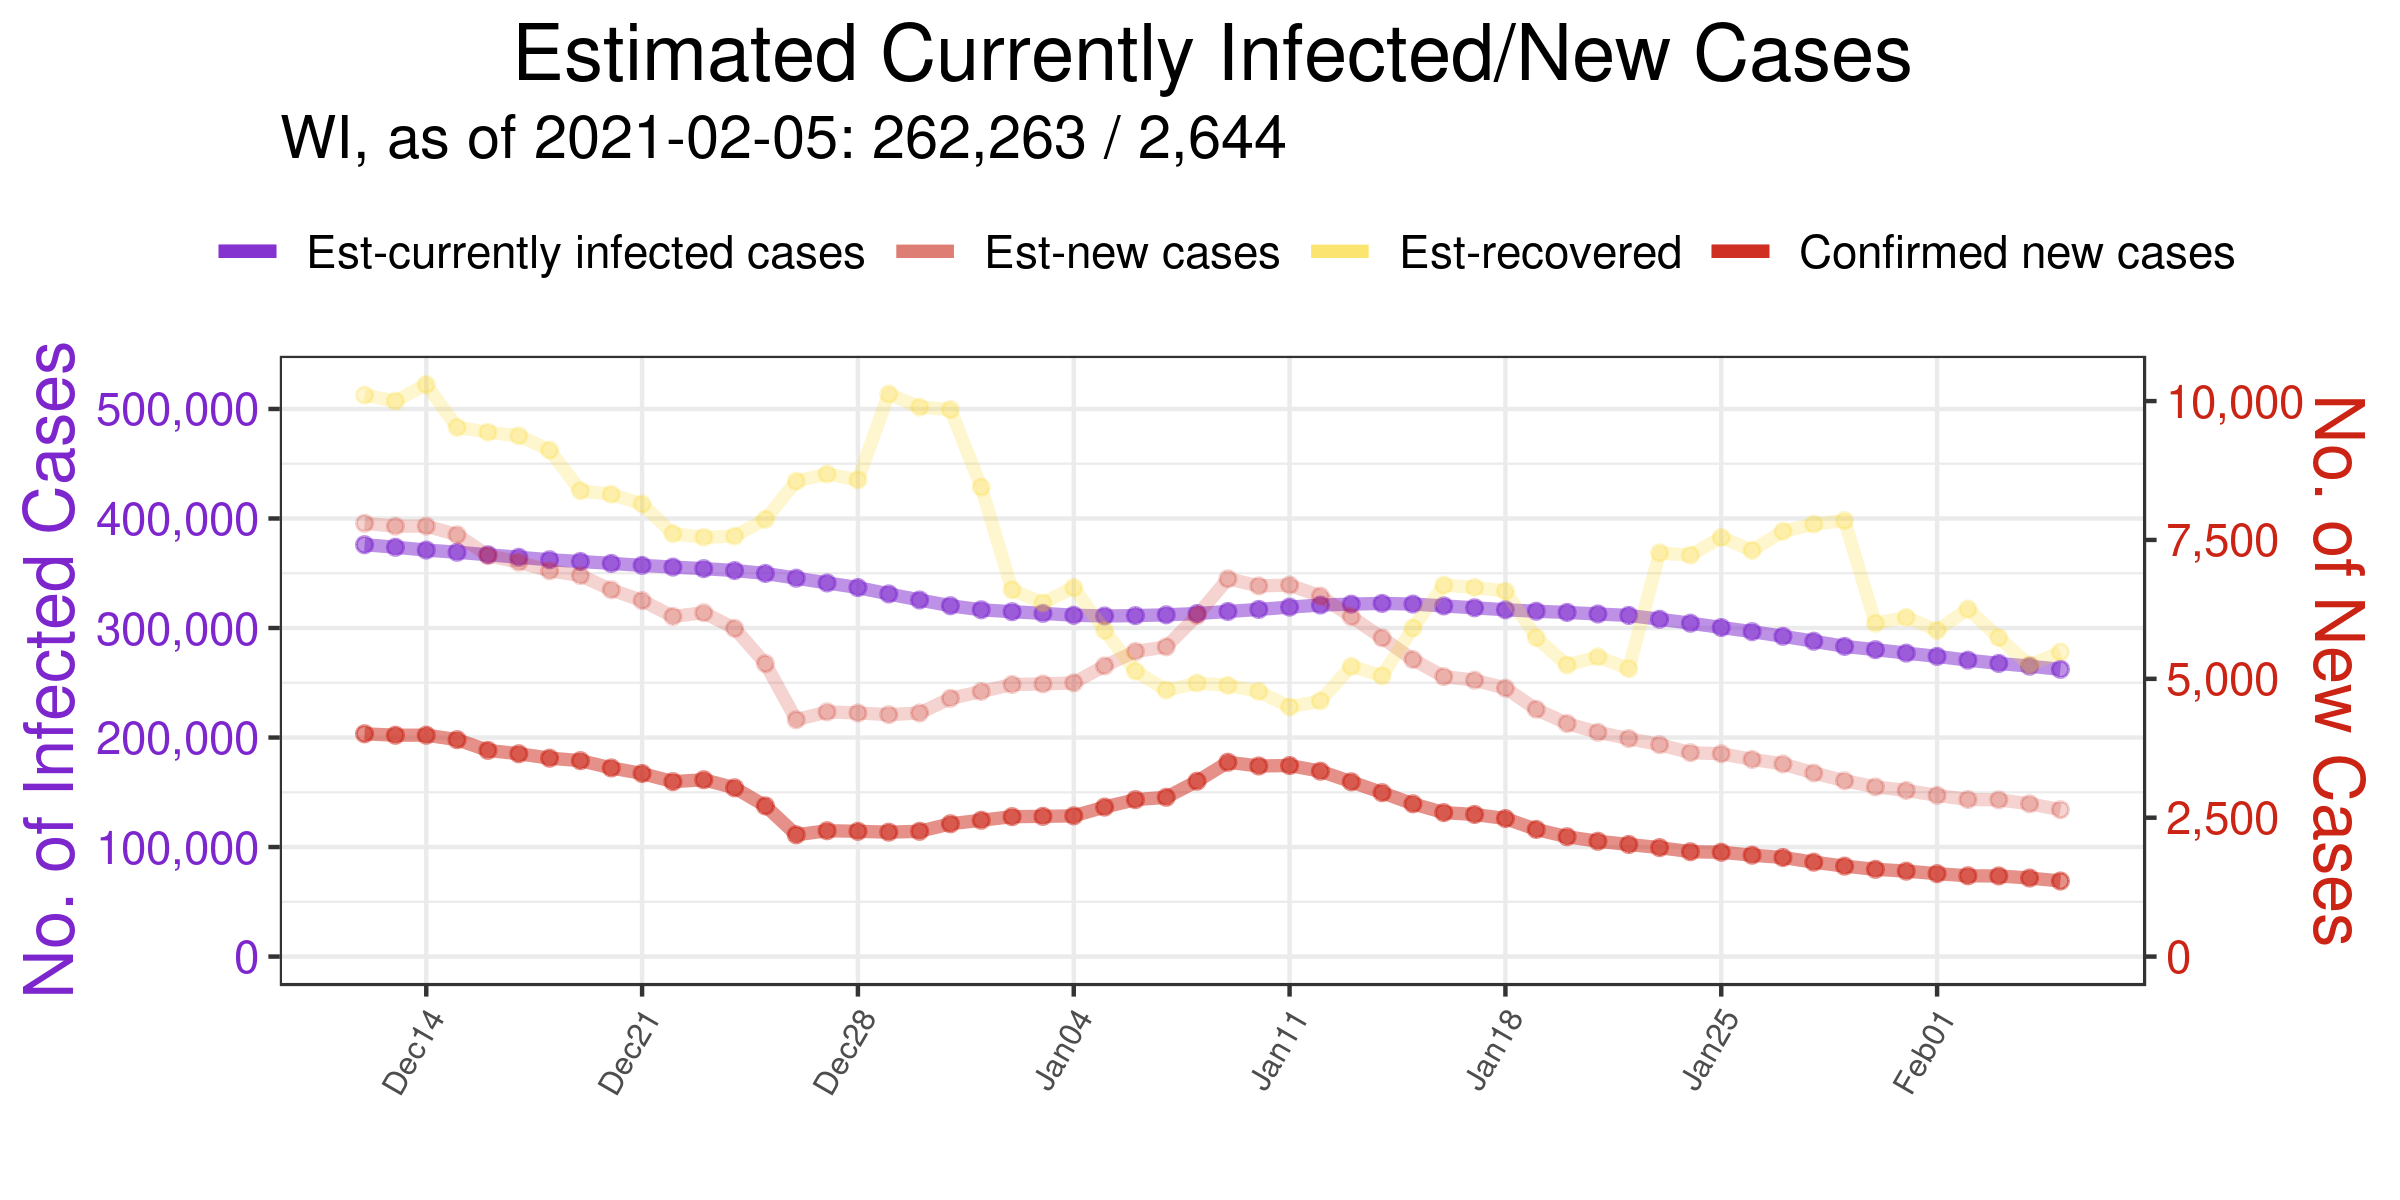 Estimated Currently Infected/New Cases
WI, as of 2021-02-05: 262,263 / 2,644
Est-currently infected cases Est-new cases Est-recovered Confirmed new cases
No. of Infected Cases
500,000
400,000
300,000
200,000
100,000
0
10,000
7,500
5,000
2,500
0
No. of New Cases
Dec14 Dec21 Dec28 Jan04 Jan11 Jan18 Jan25 Feb01